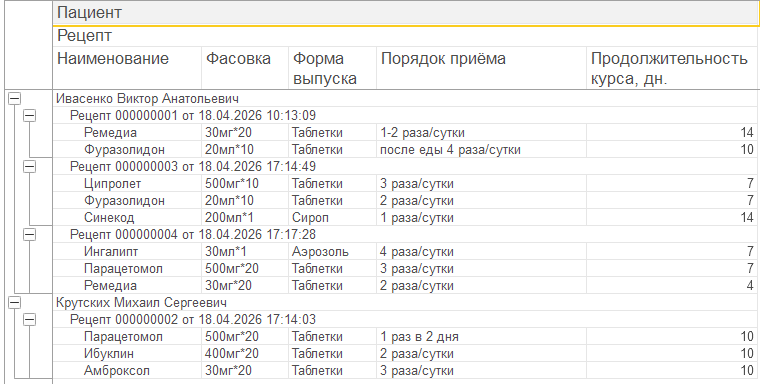 Пациент
Рецепт
Наименование Фасовка Форма выпуска Порядок приёма Продолжительность курса, дн.
Ивасенко Виктор Анатольевич
Рецепт 000000001 от 18.04.2026 10:13:09
Ремедиа 30мг*20 Таблетки 1-2 раза/сутки 14
Фуразолидон 20мл*10 Таблетки после еды 4 раза/сутки 10
Рецепт 000000003 от 18.04.2026 17:14:49
Ципролет 500мг*10 Таблетки 3 раза/сутки 7
Фуразолидон 20мл*10 Таблетки 2 раза/сутки 7
Синекод 200мл*1 Сироп 1 раза/сутки 14
Рецепт 000000004 от 18.04.2026 17:17:28
Ингалипт 30мл*1 Аэрозоль 4 раза/сутки 7
Парацетомол 500мг*20 Таблетки 3 раза/сутки 7
Ремедиа 30мг*20 Таблетки 2 раза/сутки 4
Крутских Михаил Сергеевич
Рецепт 000000002 от 18.04.2026 17:14:03
Парацетомол 500мг*20 Таблетки 1 раз в 2 дня 10
Ибуклин 400мг*20 Таблетки 2 раза/сутки 10
Амброксол 30мг*20 Таблетки 3 раза/сутки 10